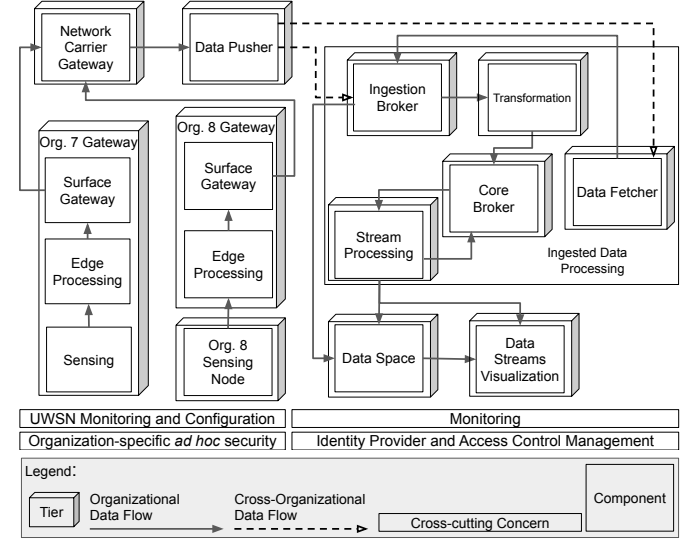 Network
Carrier
Gateway
Data Pusher
Ingestion
Broker
Transformation
Org. 7 Gateway
Surface
Gateway
Edge
Processing
Sensing
Org. 8 Gateway
Surface
Gateway
Edge
Processing
Org. 8
Sensing
Node
Core
Broker
Data Fetcher
Stream
Processing
Ingested Data
Processing
Data Space
Data
Streams
Visualization
UWSN Monitoring and Configuration
Monitoring
Organization-specific ad hoc security
Identity Provider and Access Control Management
Legend:
Tier
Organizational
Data Flow
Cross-Organizational
Data Flow
Cross-cutting Concern
Component